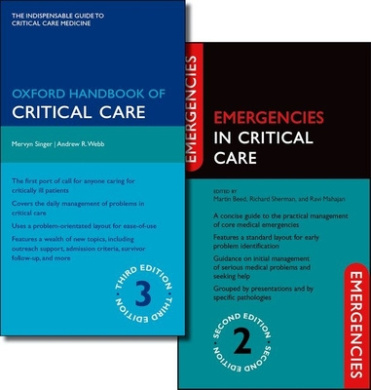 THE INDISPENSABLE GUIDE TO
CRITICAL CARE MEDICINE
OXFORD HANDBOOK OF
CRITICAL CARE
Mervyn Singer | Andrew R. Webb
The first port of call for anyone caring for
critically ill patients
Covers the daily management of problems in
critical care
Uses a problem-orientated layout for ease-of-use
Features a wealth of new topics, including
outreach support, admission criteria, survivor
follow-up, and more
THIRD EDITION • THIRD EDITION •
3
EMERGENCIES
EMERGENCIES
IN CRITICAL
CARE
EDITED BY
Martin Beed, Richard Sherman, and Ravi Mahajan
A concise guide to the practical management of
core medical emergencies
Features a standard layout for early
problem identification
Guidance on initial management
of serious medical problems and
seeking help
Grouped by presentations and by
specific pathologies
SECOND EDITION • SECOND EDITION •
2
EMERGENCIES